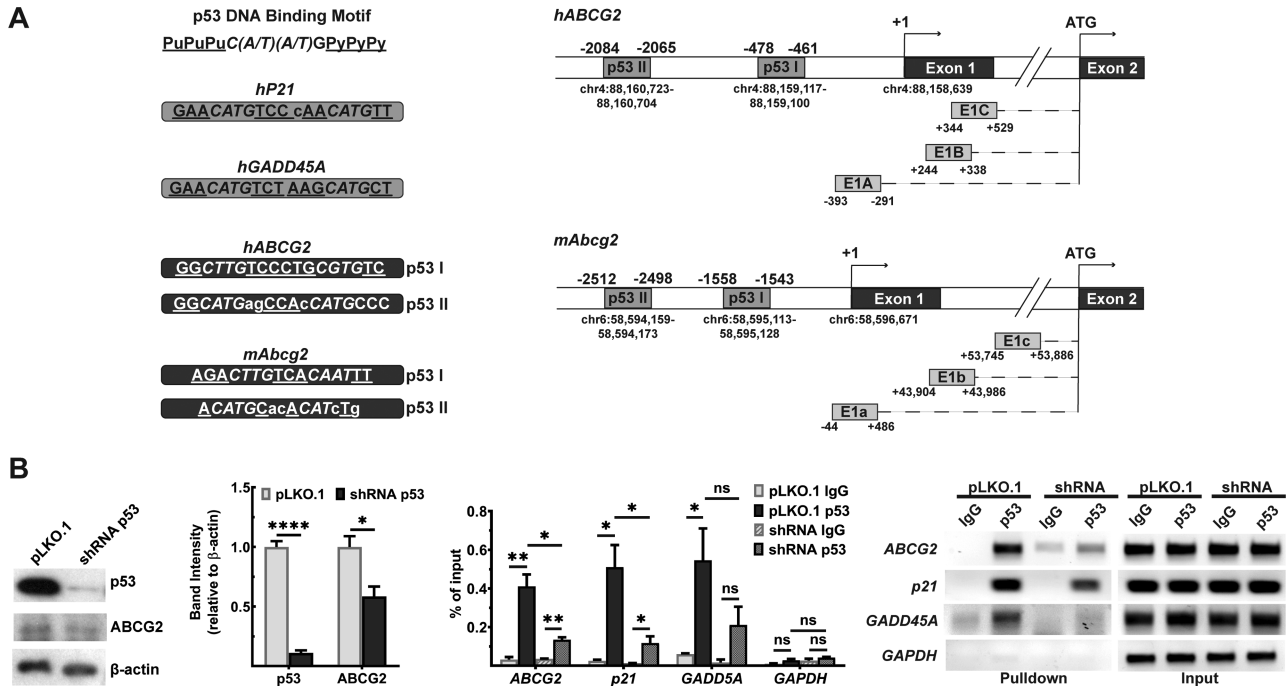 A
p53 DNA Binding Motif
PuPuPuC(A/T)(A/T)GPyPyPy
hP21
GAACATGTCC cAACATGTT
hGADD45A
GAACATGTCT AAGCATGCT
hABCG2
GGCTTGTCCCTGCGTGTC p53 I
GGCATGagCCAcCATGCCC p53 II
mAbcg2
AGACTTGTCACAATTT p53 I
ACATGCacACATcTg p53 II
hABCG2
+1
ATG
-2084 -2065
-478 -461
p53 II
p53 I
Exon 1
Exon 2
chr4:88,160,723-
88,160,704
chr4:88,159,117-
88,159,100
chr4:88,158,639
E1C
+344 +529
E1B
+244 +338
E1A
-393 -291
mAbcg2
+1
ATG
-2512 -2498
-1558 -1543
p53 II
p53 I
Exon 1
Exon 2
chr6:58,594,159-
58,594,173
chr6:58,595,113-
58,595,128
chr6:58,596,671
E1c
+53,745 +53,886
E1b
+43,904 +43,986
E1a
-44 +486
B
pLKO.1
shRNA p53
p53
ABCG2
β-actin
Band Intensity
(relative to β-actin)
1.5
1.0
0.5
pLKO.1
shRNA p53
****
*
p53
ABCG2
% of input
0.8
0.6
0.4
0.2
0
pLKO.1 IgG
pLKO.1 p53
shRNA IgG
shRNA p53
**
*
**
*
*
*
*
ns
ns
ns
ns
ns
ABCG2
p21
GADD5A
GAPDH
pLKO.1 shRNA pLKO.1 shRNA
IgG p53 IgG p53 IgG p53 IgG p53
ABCG2
p21
GADD45A
GAPDH
Pulldown
Input